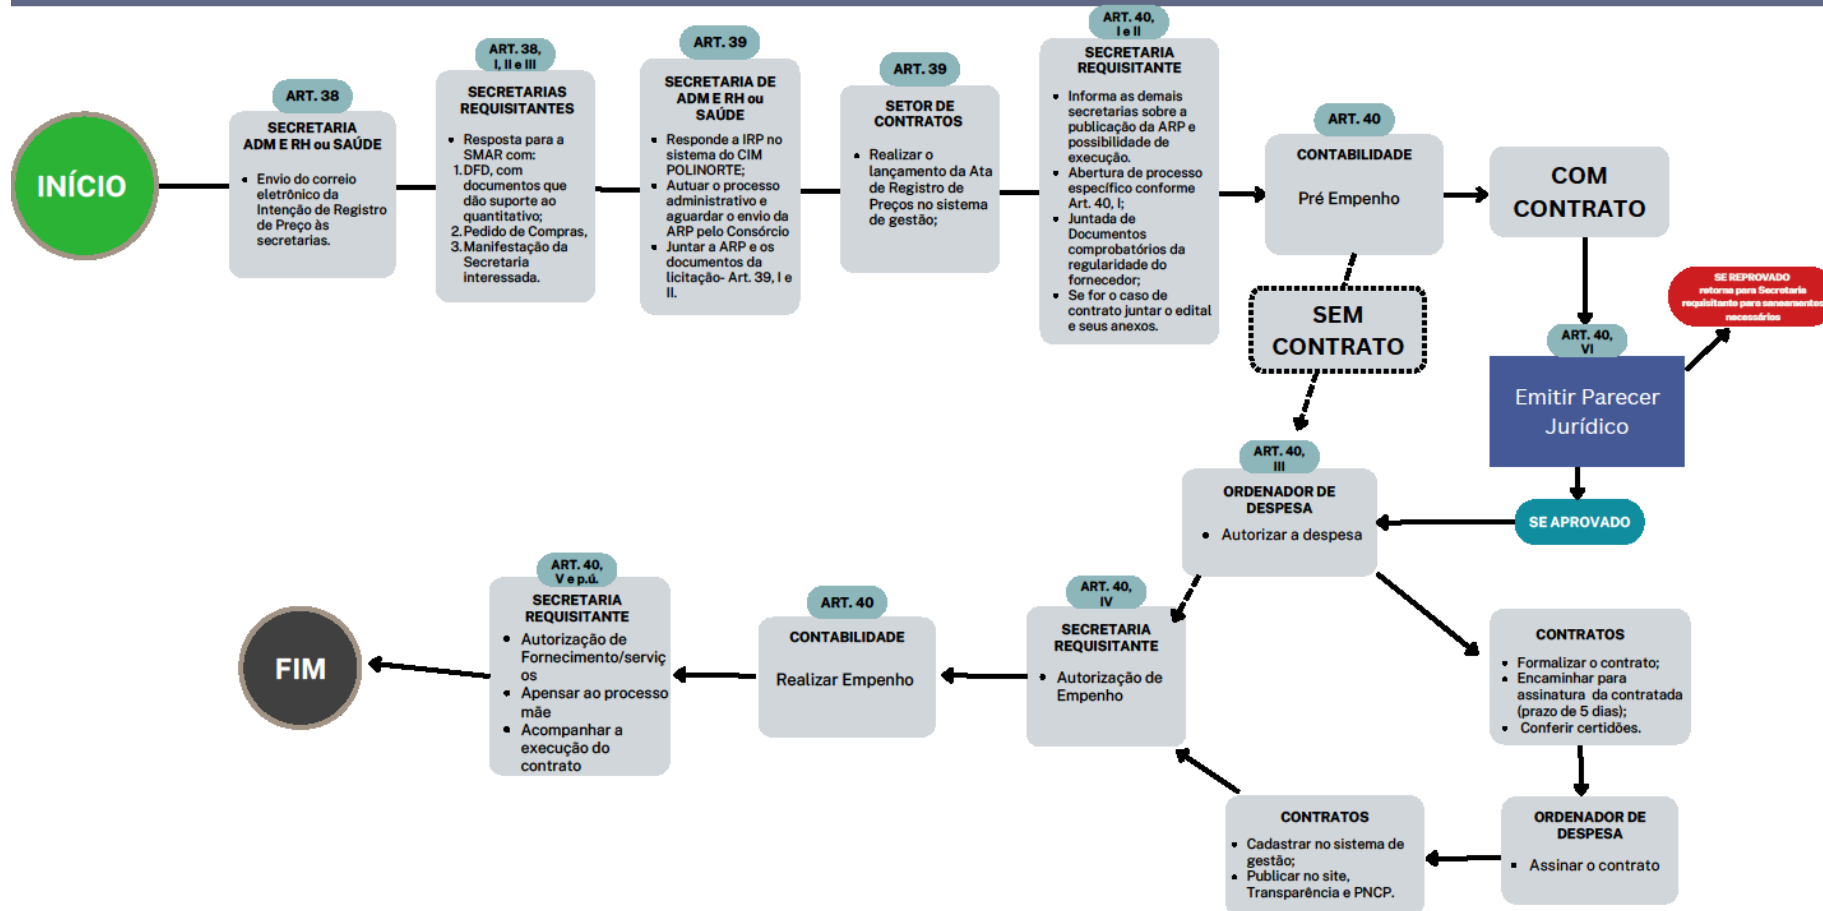 INÍCIO
ART. 38
SECRETARIA
ADM E RH ou SAÚDE
• Envio do correio
eletrônico da
Intenção de Registro
de Preço às
secretarias.
ART. 38,
I, II e III
SECRETARIAS
REQUISITANTES
• Resposta para a
SMAR com:
1. DFD, com
documentos que
dão suporte ao
quantitativo;
2. Pedido de Compras,
3. Manifestação da
Secretaria
interessada.
ART. 39
SECRETARIA DE
ADM E RH ou
SAÚDE
• Responde a IRP no
sistema do CIM
POLINORTE;
• Autuar o processo
administrativo e
aguardar o envio da
ARP pelo Consórcio
• Juntar a ARP e os
documentos da
licitação- Art. 39, I e
II.
ART. 39
SETOR DE
CONTRATOS
• Realizar o
lançamento da Ata
de Registro de
Preços no sistema
de gestão;
ART. 40,
I e II
SECRETARIA
REQUISITANTE
• Informa as demais
secretarias sobre a
publicação da ARP e
possibilidade de
execução.
• Abertura de processo
específico conforme
Art. 40, I;
• Juntada de
Documentos
comprobatórios da
regularidade do
fornecedor;
• Se for o caso de
contrato juntar o edital
e seus anexos.
ART. 40
CONTABILIDADE
Pré Empenho
COM
CONTRATO
SEM
CONTRATO
SE REPROVADO
retorna para Secretaria
requisitante para saneamentos
necessários
ART. 40,
VI
Emitir Parecer
Jurídico
SE APROVADO
ART. 40,
III
ORDENADOR DE
DESPESA
• Autorizar a despesa
CONTRATOS
• Formalizar o contrato;
• Encaminhar para
assinatura da contratada
(prazo de 5 dias);
• Conferir certidões.
ORDENADOR DE
DESPESA
• Assinar o contrato
CONTRATOS
• Cadastrar no sistema de
gestão;
• Publicar no site,
Transparência e PNCP.
ART. 40,
IV
SECRETARIA
REQUISITANTE
• Autorização de
Empenho
ART. 40
CONTABILIDADE
Realizar Empenho
ART. 40,
V e p.ú.
SECRETARIA
REQUISITANTE
• Autorização de
Fornecimento/serviç
os
• Apensar ao processo
mãe
• Acompanhar a
execução do
contrato
FIM